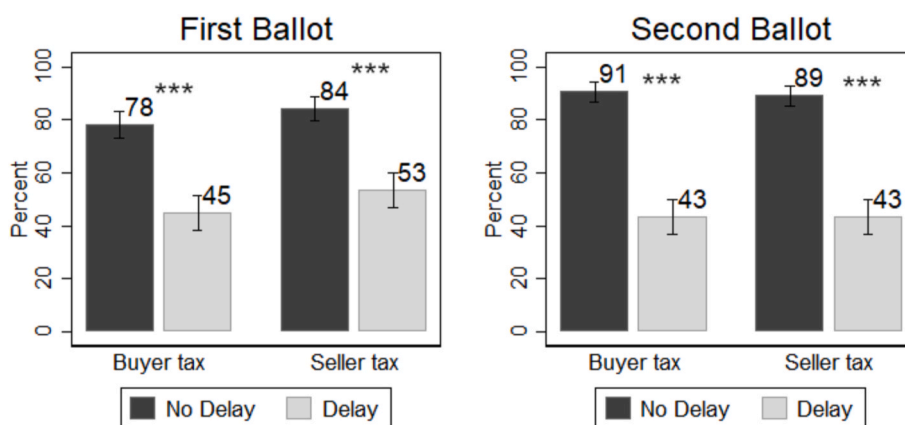 First Ballot
Percent
0
20
40
60
80
100
78
***
45
84
***
53
Buyer tax
Seller tax
No Delay
Delay
Second Ballot
Percent
0
20
40
60
80
100
91
***
43
89
***
43
Buyer tax
Seller tax
No Delay
Delay